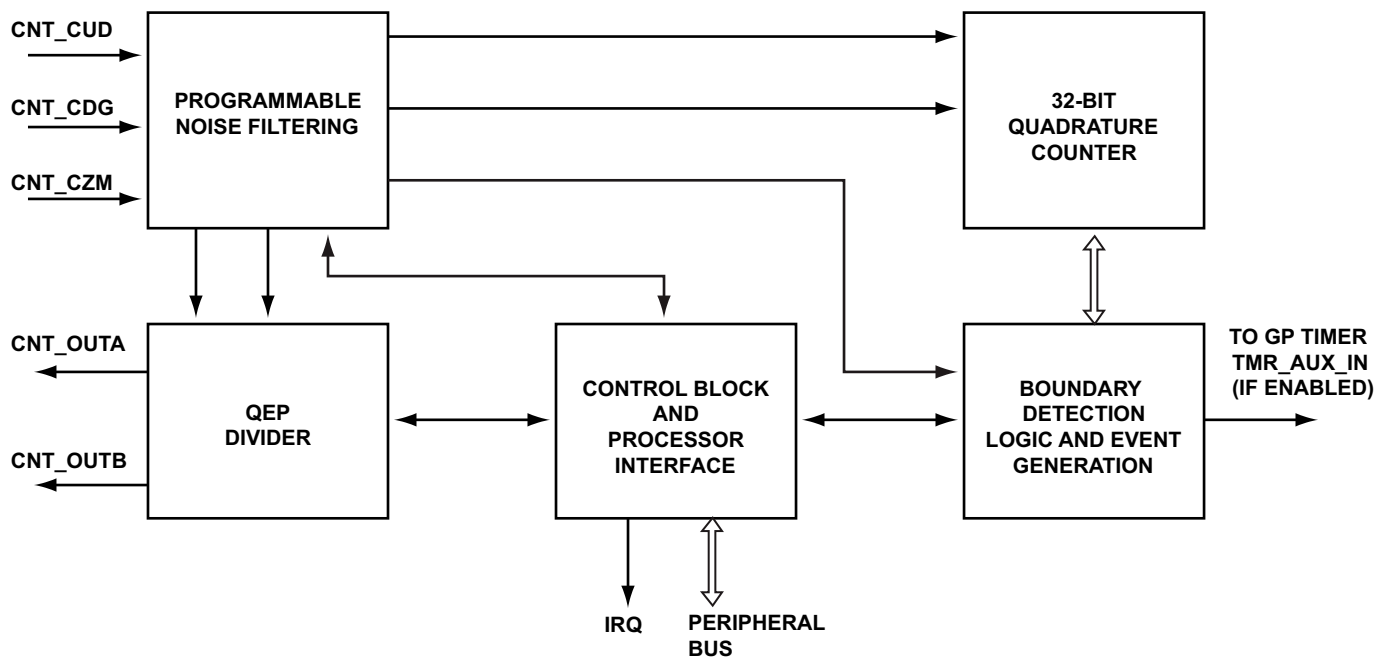 CNT_CUD
CNT_CDG
CNT_CZM
PROGRAMMABLE
NOISE FILTERING
32-BIT
QUADRATURE
COUNTER
CNT_OUTA
CNT_OUTB
QEP
DIVIDER
CONTROL BLOCK
AND
PROCESSOR
INTERFACE
BOUNDARY
DETECTION
LOGIC AND EVENT
GENERATION
TO GP TIMER
TMR_AUX_IN
(IF ENABLED)
IRQ
PERIPHERAL
BUS